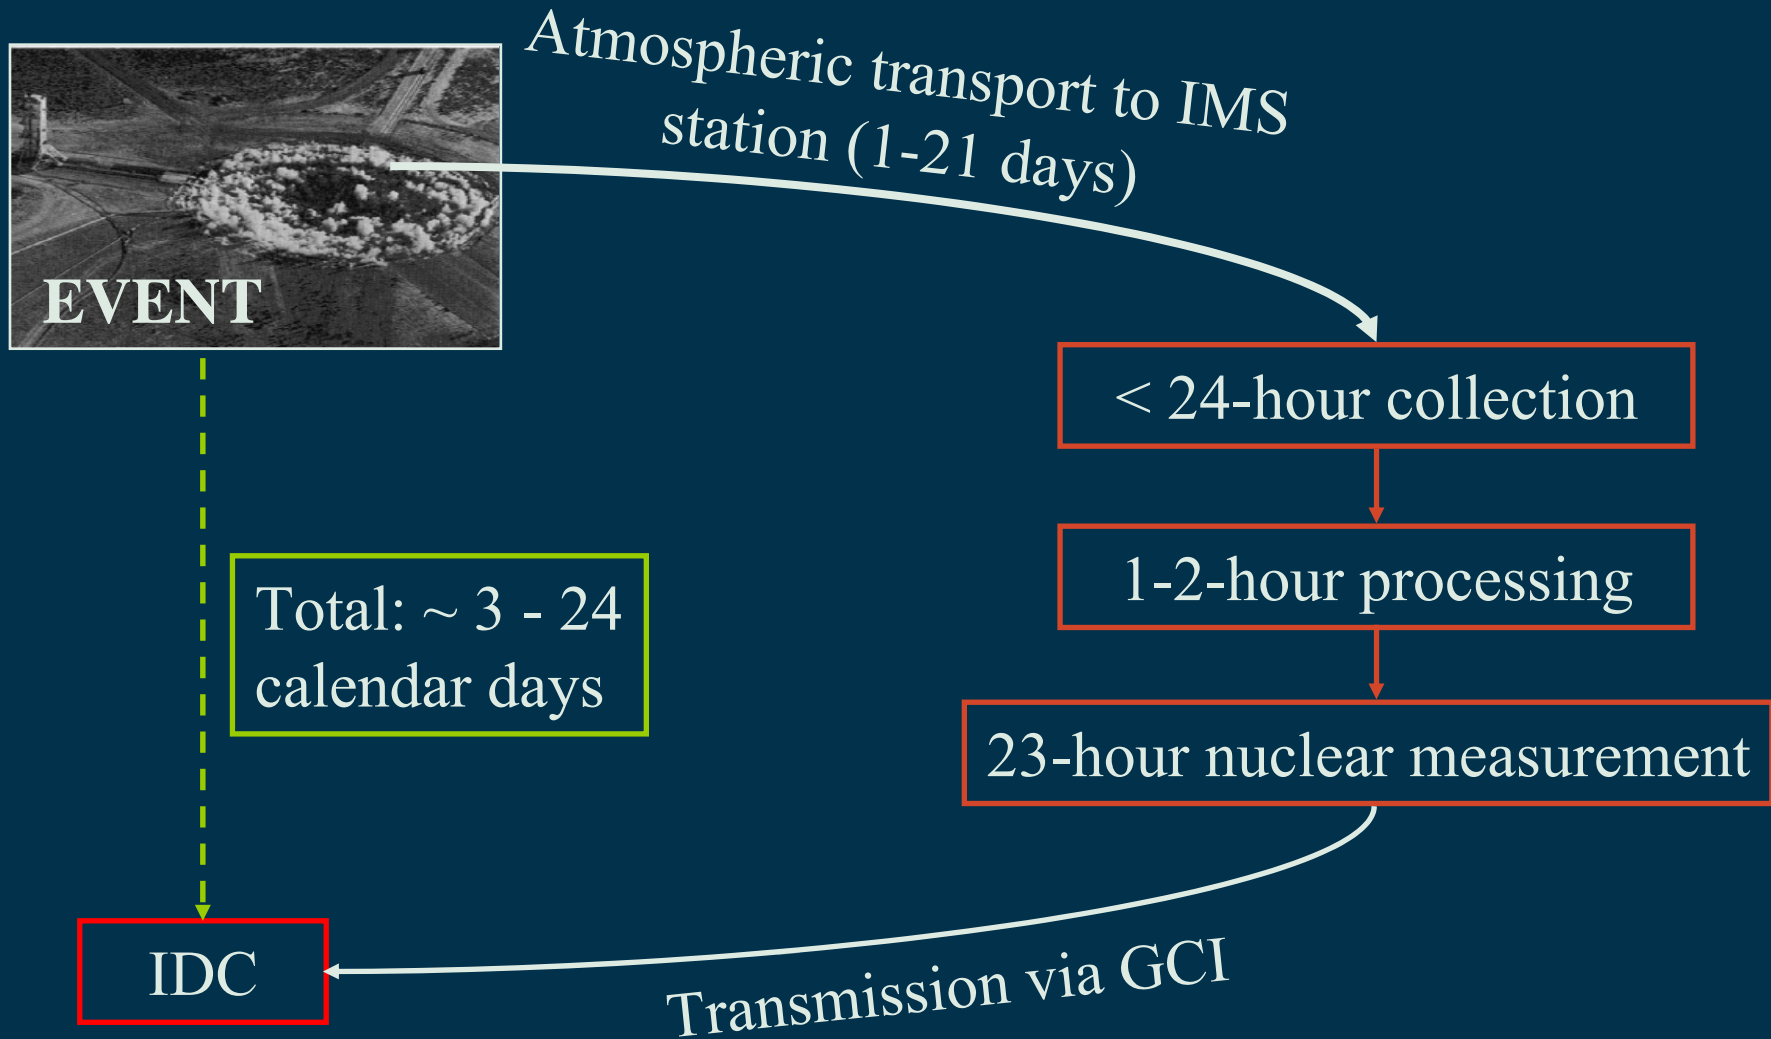 Atmospheric transport to IMS
station (1-21 days)
EVENT
< 24-hour collection
1-2-hour processing
Total: ~ 3 - 24
calendar days
23-hour nuclear measurement
IDC
Transmission via GCI